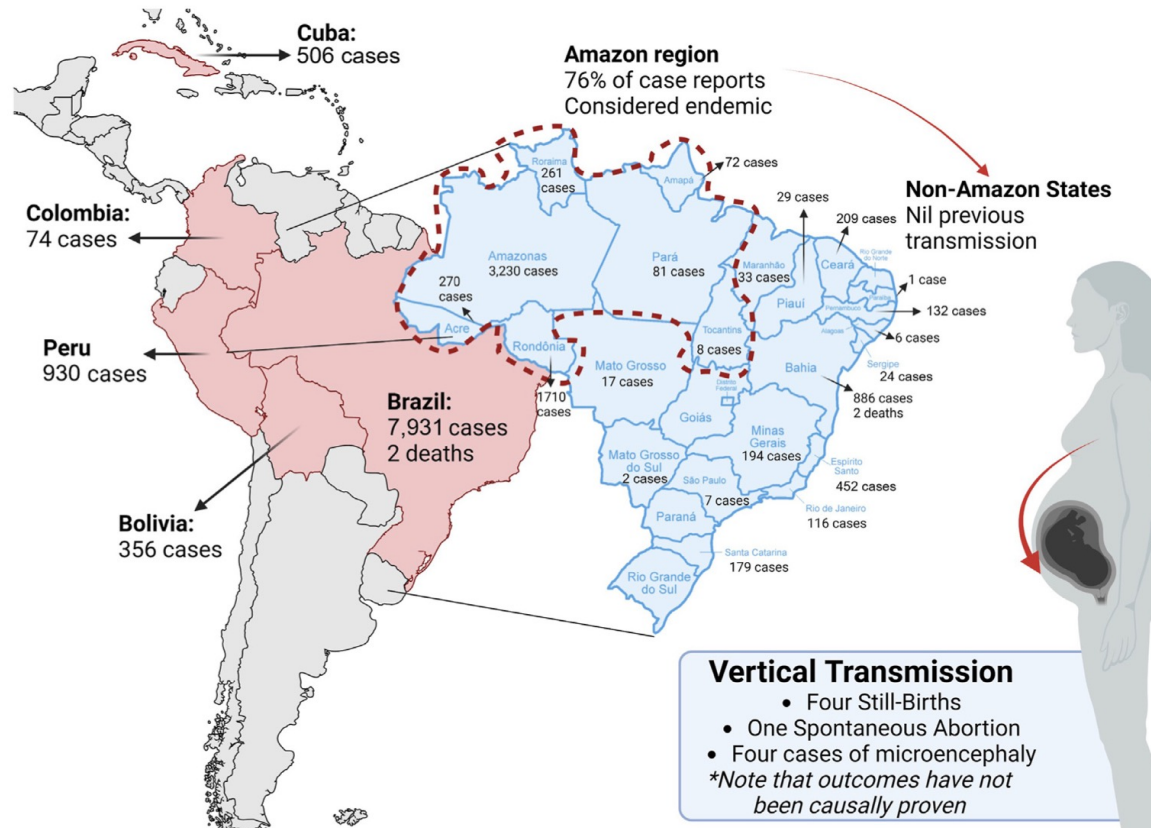 Cuba:
506 cases
Amazon region
76% of case reports
Considered endemic
Non-Amazon States
Nil previous
transmission
Colombia:
74 cases
Peru
930 cases
Brazil:
7,931 cases
2 deaths
Bolivia:
356 cases
Roraima
261
cases
Amapá
72 cases
29 cases
209 cases
Amazonas
3,230 cases
Pará
81 cases
Maranhão
33 cases
Ceará
Rio Grande
do Norte
1 case
Piauí
Paraíba
Pernambuco
132 cases
270
cases
Acre
Rondônia
1710
cases
Tocantins
8 cases
Alagoas
6 cases
Sergipe
24 cases
Mato Grosso
17 cases
Bahia
886 cases
2 deaths
Distrito
Federal
Goiás
Minas
Gerais
194 cases
Mato Grosso
do Sul
2 cases
Espírito
Santo
452 cases
São Paulo
7 cases
Rio de Janeiro
116 cases
Paraná
Santa Catarina
179 cases
Rio Grande
do Sul
Vertical Transmission
• Four Still-Births
• One Spontaneous Abortion
• Four cases of microencephaly
*Note that outcomes have not
been causally proven